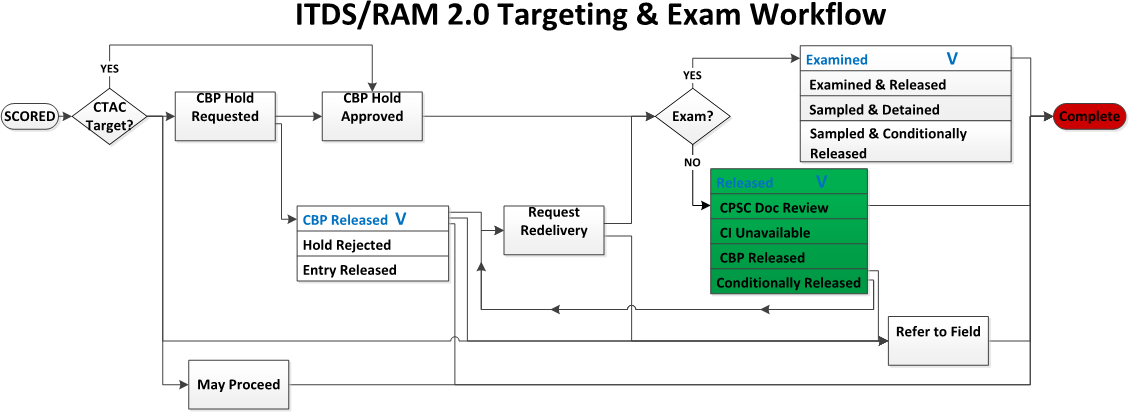 ITDS/RAM 2.0 Targeting & Exam Workflow
YES
SCORED
CTAC
Target?
CBP Hold
Requested
CBP Hold
Approved
YES
Exam?
NO
Examined V
Examined & Released
Sampled & Detained
Sampled & Conditionally
Released
Complete
Released V
CPSC Doc Review
CI Unavailable
CBP Released
Conditionally Released
CBP Released V
Hold Rejected
Entry Released
Request
Redelivery
Refer to Field
May Proceed